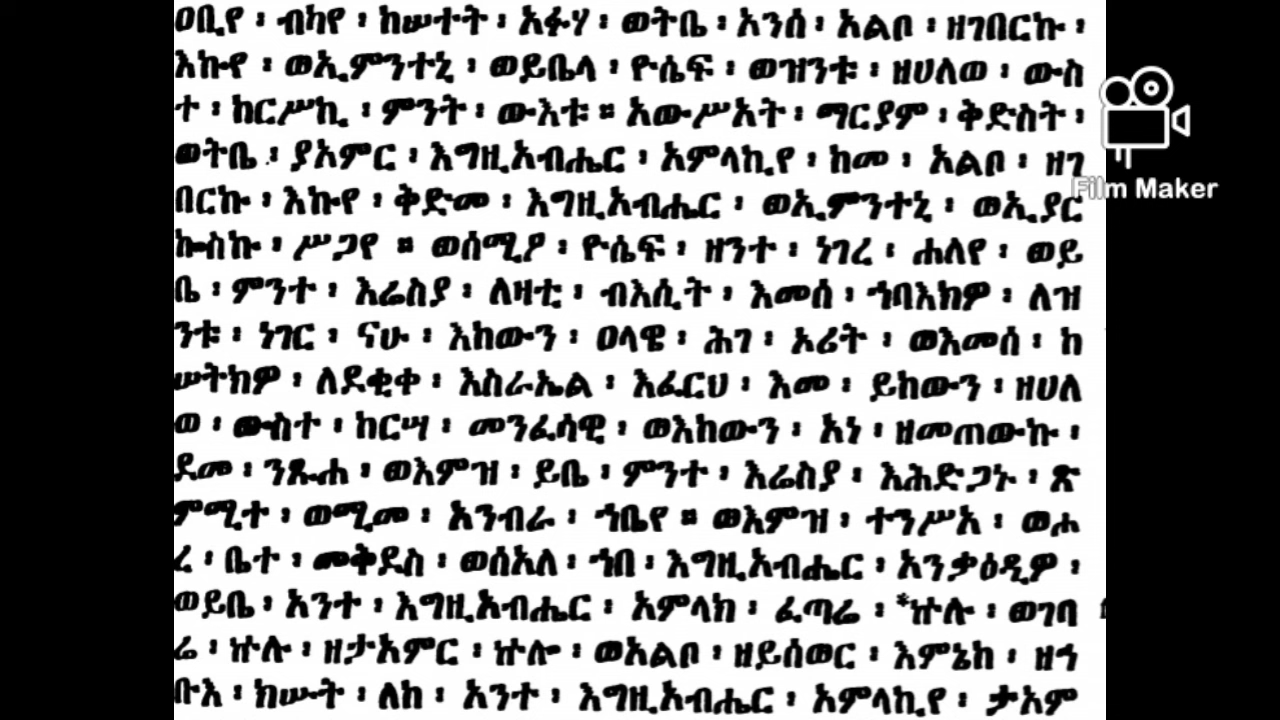 ዐቢየ ፡ ብካየ ፡ ከሠተት ፡ አፉሃ ፡ ወትቤ ፡ አንሰ ፡ አልቦ ፡ ዘገበርኩ ፡
እኩየ ፡ ወኢምንተኒ ፡ ወይቤላ ፡ ዮሴፍ ፡ ወዝንቱ ፡ ዘሀለወ ፡ ውስ
ተ ፡ ከርሥኪ ፡ ምንት ፡ ውእቱ ። አውሥአት ፡ ማርያም ፡ ቅድስት ፡
ወትቤ ፡ ያአምር ፡ እግዚአብሔር ፡ አምላኪየ ፡ ከመ ፡ አልቦ ፡ ዘገ
በርኩ ፡ እኩየ ፡ ቅድመ ፡ እግዚአብሔር ፡ ወኢምንተኒ ፡ ወኢያር
ኰስኩ ፡ ሥጋየ ። ወሰሚዖ ፡ ዮሴፍ ፡ ዘንተ ፡ ነገረ ፡ ሐለየ ፡ ወይ
ቤ ፡ ምንተ ፡ እሬስያ ፡ ለዛቲ ፡ ብእሲት ፡ እመሰ ፡ ኀባእክዎ ፡ ለዝ
ንቱ ፡ ነገር ፡ ናሁ ፡ እከውን ፡ ዐላዌ ፡ ሕገ ፡ ኦሪት ፡ ወእመሰ ፡ ከ
ሠትክዎ ፡ ለደቂቀ ፡ እስራኤል ፡ እፈርህ ፡ እመ ፡ ይከውን ፡ ዘሀለ
ወ ፡ ውስተ ፡ ከርሣ ፡ መንፈሳዊ ፡ ወእከውን ፡ አነ ፡ ዘመጠውኩ ፡
ደመ ፡ ንጹሐ ፡ ወእምዝ ፡ ይቤ ፡ ምንተ ፡ እሬስያ ፡ እሕድጋኑ ፡ ጽ
ምሚተ ፡ ወሚመ ፡ አንብራ ፡ ኀቤየ ። ወእምዝ ፡ ተንሥአ ፡ ወሖ
ረ ፡ ቤተ ፡ መቅደስ ፡ ወሰአለ ፡ ኀበ ፡ እግዚአብሔር ፡ አንቃዕዲዎ ፡
ወይቤ ፡ አንተ ፡ እግዚአብሔር ፡ አምላክ ፡ ፈጣሬ ፡ *ኵሉ ፡ ወገባ
ሬ ፡ ኵሉ ፡ ዘታአምር ፡ ኵሎ ፡ ወአልቦ ፡ ዘይሰወር ፡ እምኔከ ፡ ዘኅ
ቡእ ፡ ክሡት ፡ ለከ ፡ አንተ ፡ እግዚአብሔር ፡ አምላኪየ ፡ ታአም
Film Maker